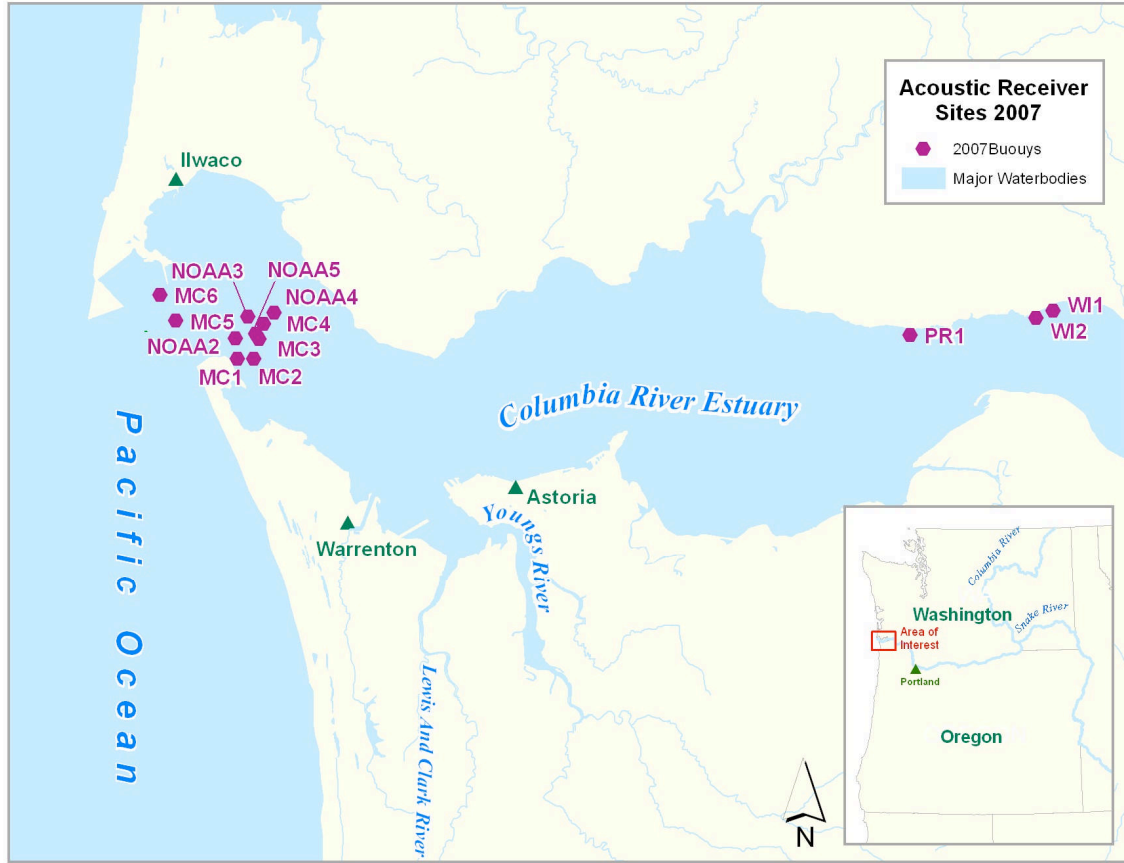 Acoustic Receiver
Sites 2007
2007Buouys
Major Waterbodies
Ilwaco
NOAA3
NOAA5
MC6
NOAA4
MC5
MC4
NOAA2
MC3
MC1
MC2
WI1
PR1
WI2
Columbia River Estuary
Pacific Ocean
Astoria
Warrenton
Youngs River
Lewis And Clark River
N
Columbia River
Washington
Snake River
Area of
Interest
Portland
Oregon